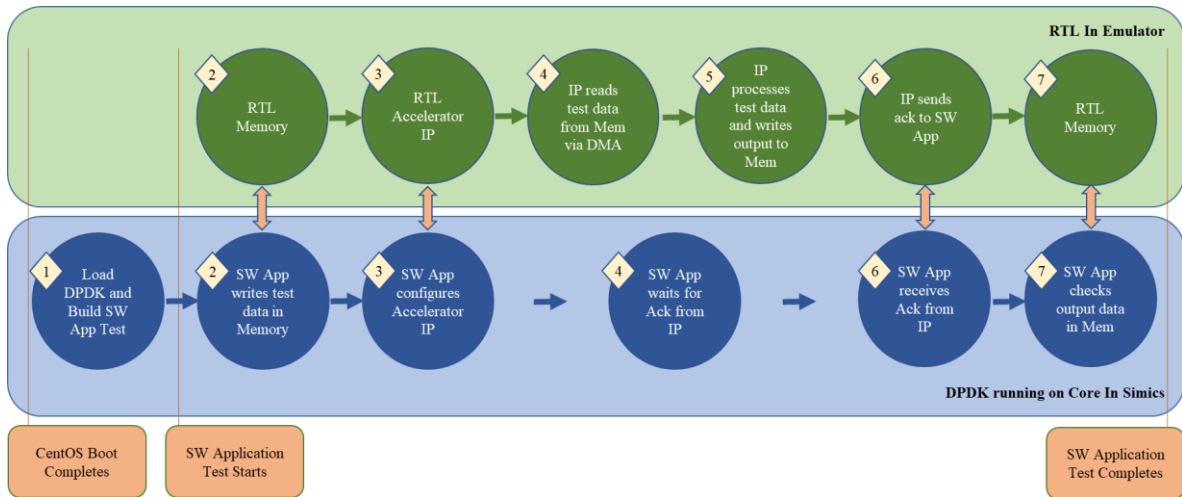 RTL In Emulator
2
RTL
Memory
3
RTL
Accelerator
IP
4
IP reads
test data
from Mem
via DMA
5
IP
processes
test data
and writes
output to
Mem
6
IP sends
ack to SW
App
7
RTL
Memory
1
Load
DPDK and
Build SW
App Test
2
SW App
writes test
data in
Memory
3
SW App
configures
Accelerator
IP
4
SW App
waits for
Ack from
IP
6
SW App
receives
Ack from
IP
7
SW App
checks
output data
in Mem
DPDK running on Core In Simics
CentOS Boot
Completes
SW Application
Test Starts
SW Application
Test Completes